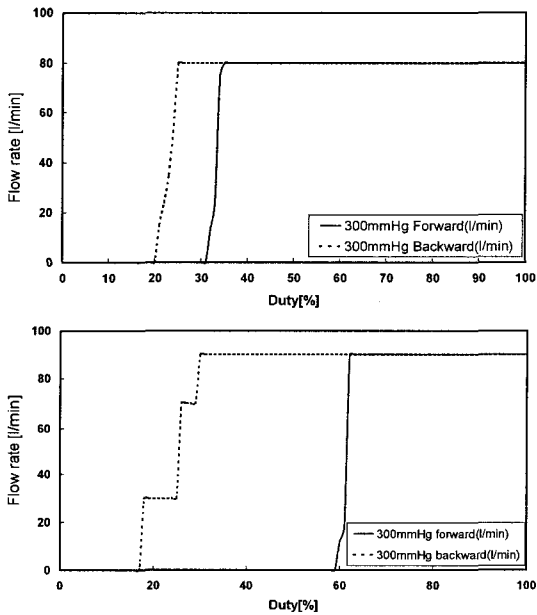 100
80
60
40
20
0
Flow rate [l/min]
300mmHg Forward(l/min)
300mmHg Backward(l/min)
0 10 20 30 40 50 60 70 80 90 100
Duty[%]
100
80
60
40
20
0
Flow rate [l/min]
300mmHg forward(l/min)
300mmHg backward(l/min)
0 20 40 60 80 100
Duty[%]